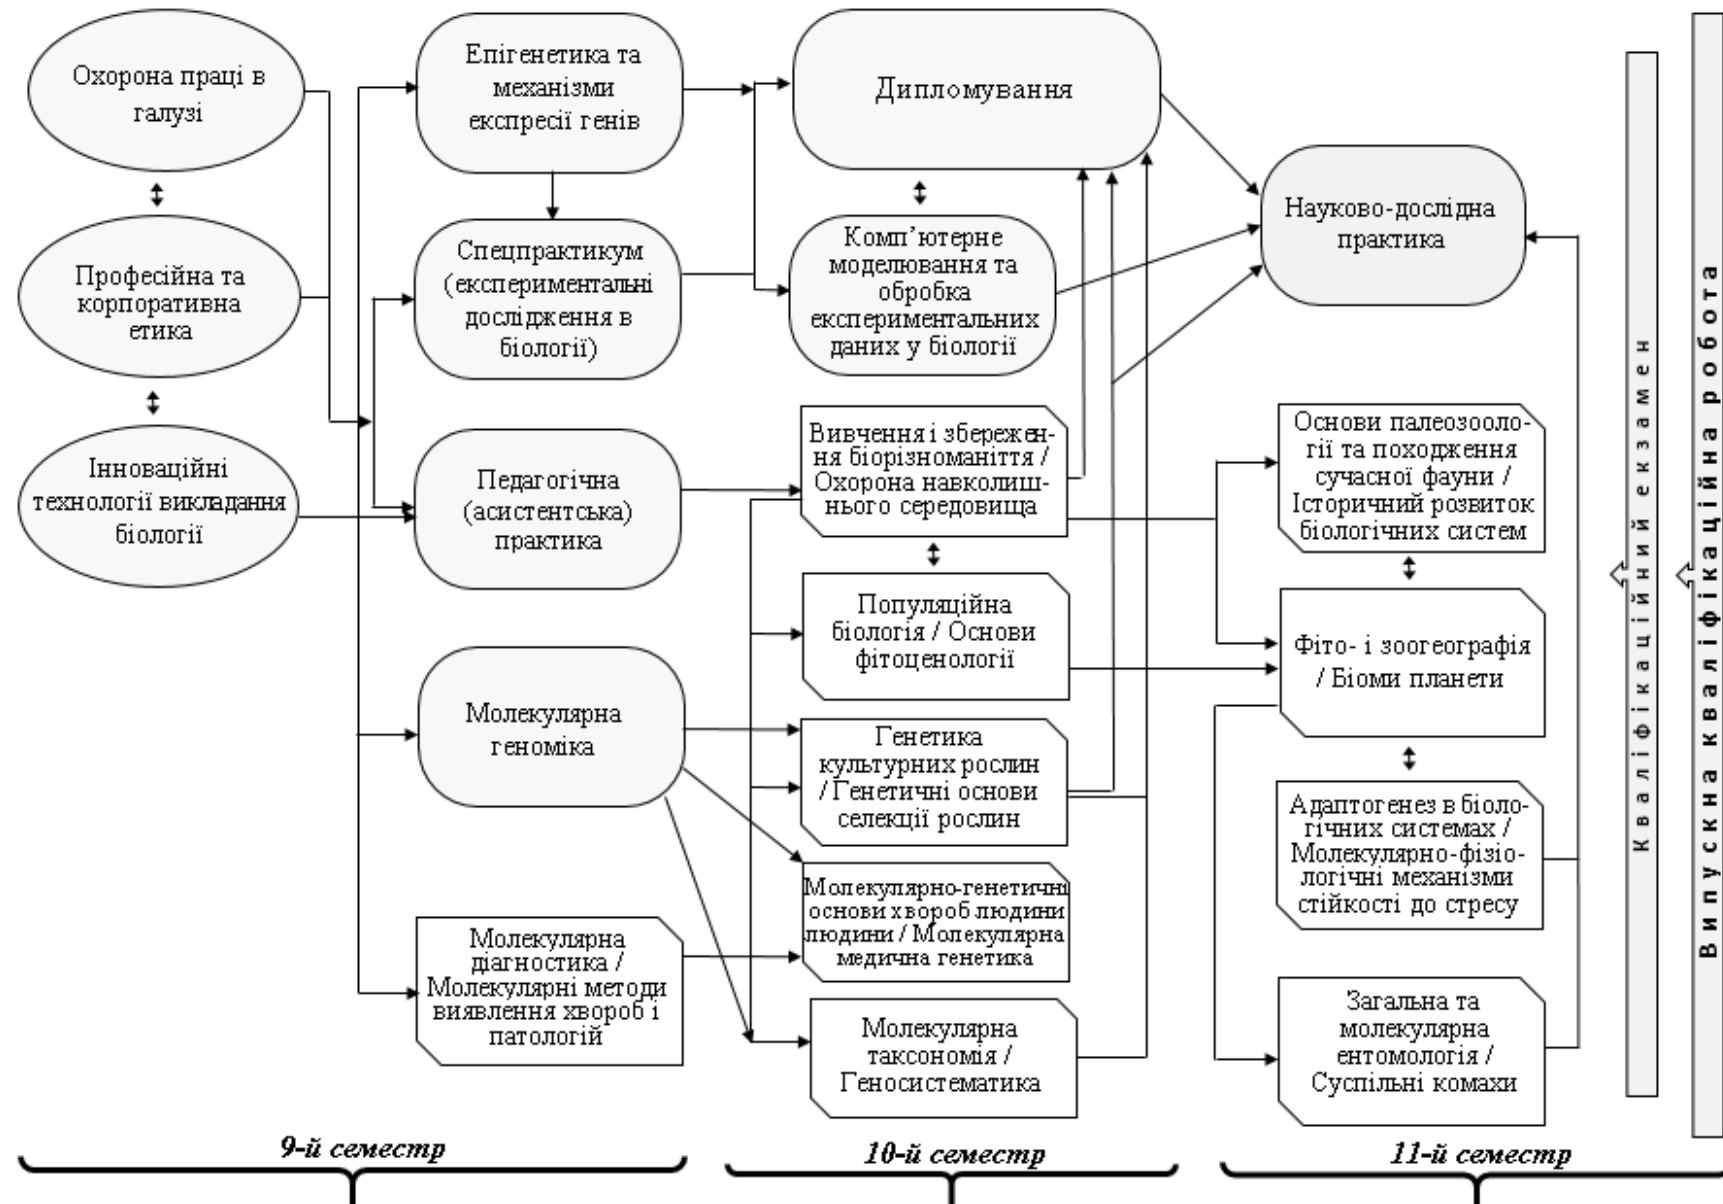 Охорона праці в
галузі
Професійна та
корпоративна
етика
Інноваційні
технології викладання
біології
Епігенетика та
механізми
експресії генів
Спецпрактикум
(експериментальні
дослідження в
біології)
Педагогічна
(асистентська)
практика
Молекулярна
геноміка
Молекулярна
діагностика /
Молекулярні методи
виявлення хвороб і
патологій
Дипломування
Комп’ютерне
моделювання та
обробка
експериментальних
даних у біології
Вивчення і збережен-
ня біорізноманіття /
Охорона навколиш-
нього середовища
Популяційна
біологія / Основи
фітоценології
Генетика
культурних рослин
/ Генетичні основи
селекції рослин
Молекулярно-генетичні
основи хвороб людини
людини / Молекулярна
медична генетика
Молекулярна
таксономія /
Геносистематика
Науково-дослідна
практика
Основи палеозооло-
гії та походження
сучасної фауни /
Історичний розвиток
біологічних систем
Фіто- і зоогеографія
/ Біоми планети
Адаптогенез в біоло-
гічних системах /
Молекулярно-фізіо-
логічні механізми
стійкості до стресу
Загальна та
молекулярна
ентомологія /
Суспільні комахи
Кваліфікаційний екзамен
Випускна кваліфікаційна робота
9-й семестр
10-й семестр
11-й семестр